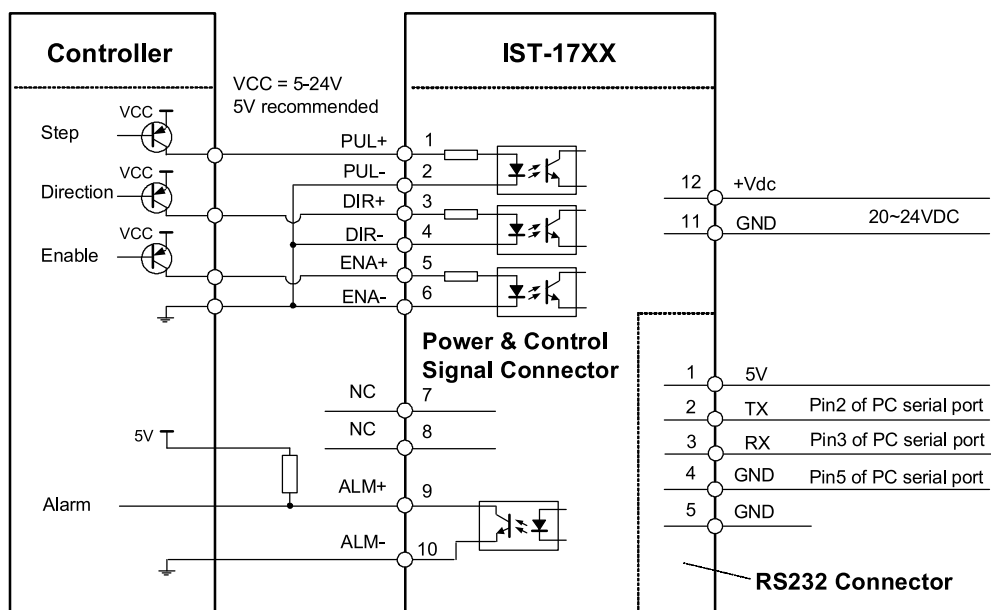 Controller
IST-17XX
VCC = 5-24V
5V recommended
VCC
Step
PUL+
1
PUL-
2
VCC
Direction
DIR+
3
DIR-
4
VCC
Enable
ENA+
5
ENA-
6
12
+Vdc
11
GND
20~24VDC
Power & Control
Signal Connector
NC
7
NC
8
5V
Alarm
ALM+
9
ALM-
10
1
5V
2
TX
Pin2 of PC serial port
3
RX
Pin3 of PC serial port
4
GND
Pin5 of PC serial port
5
GND
RS232 Connector